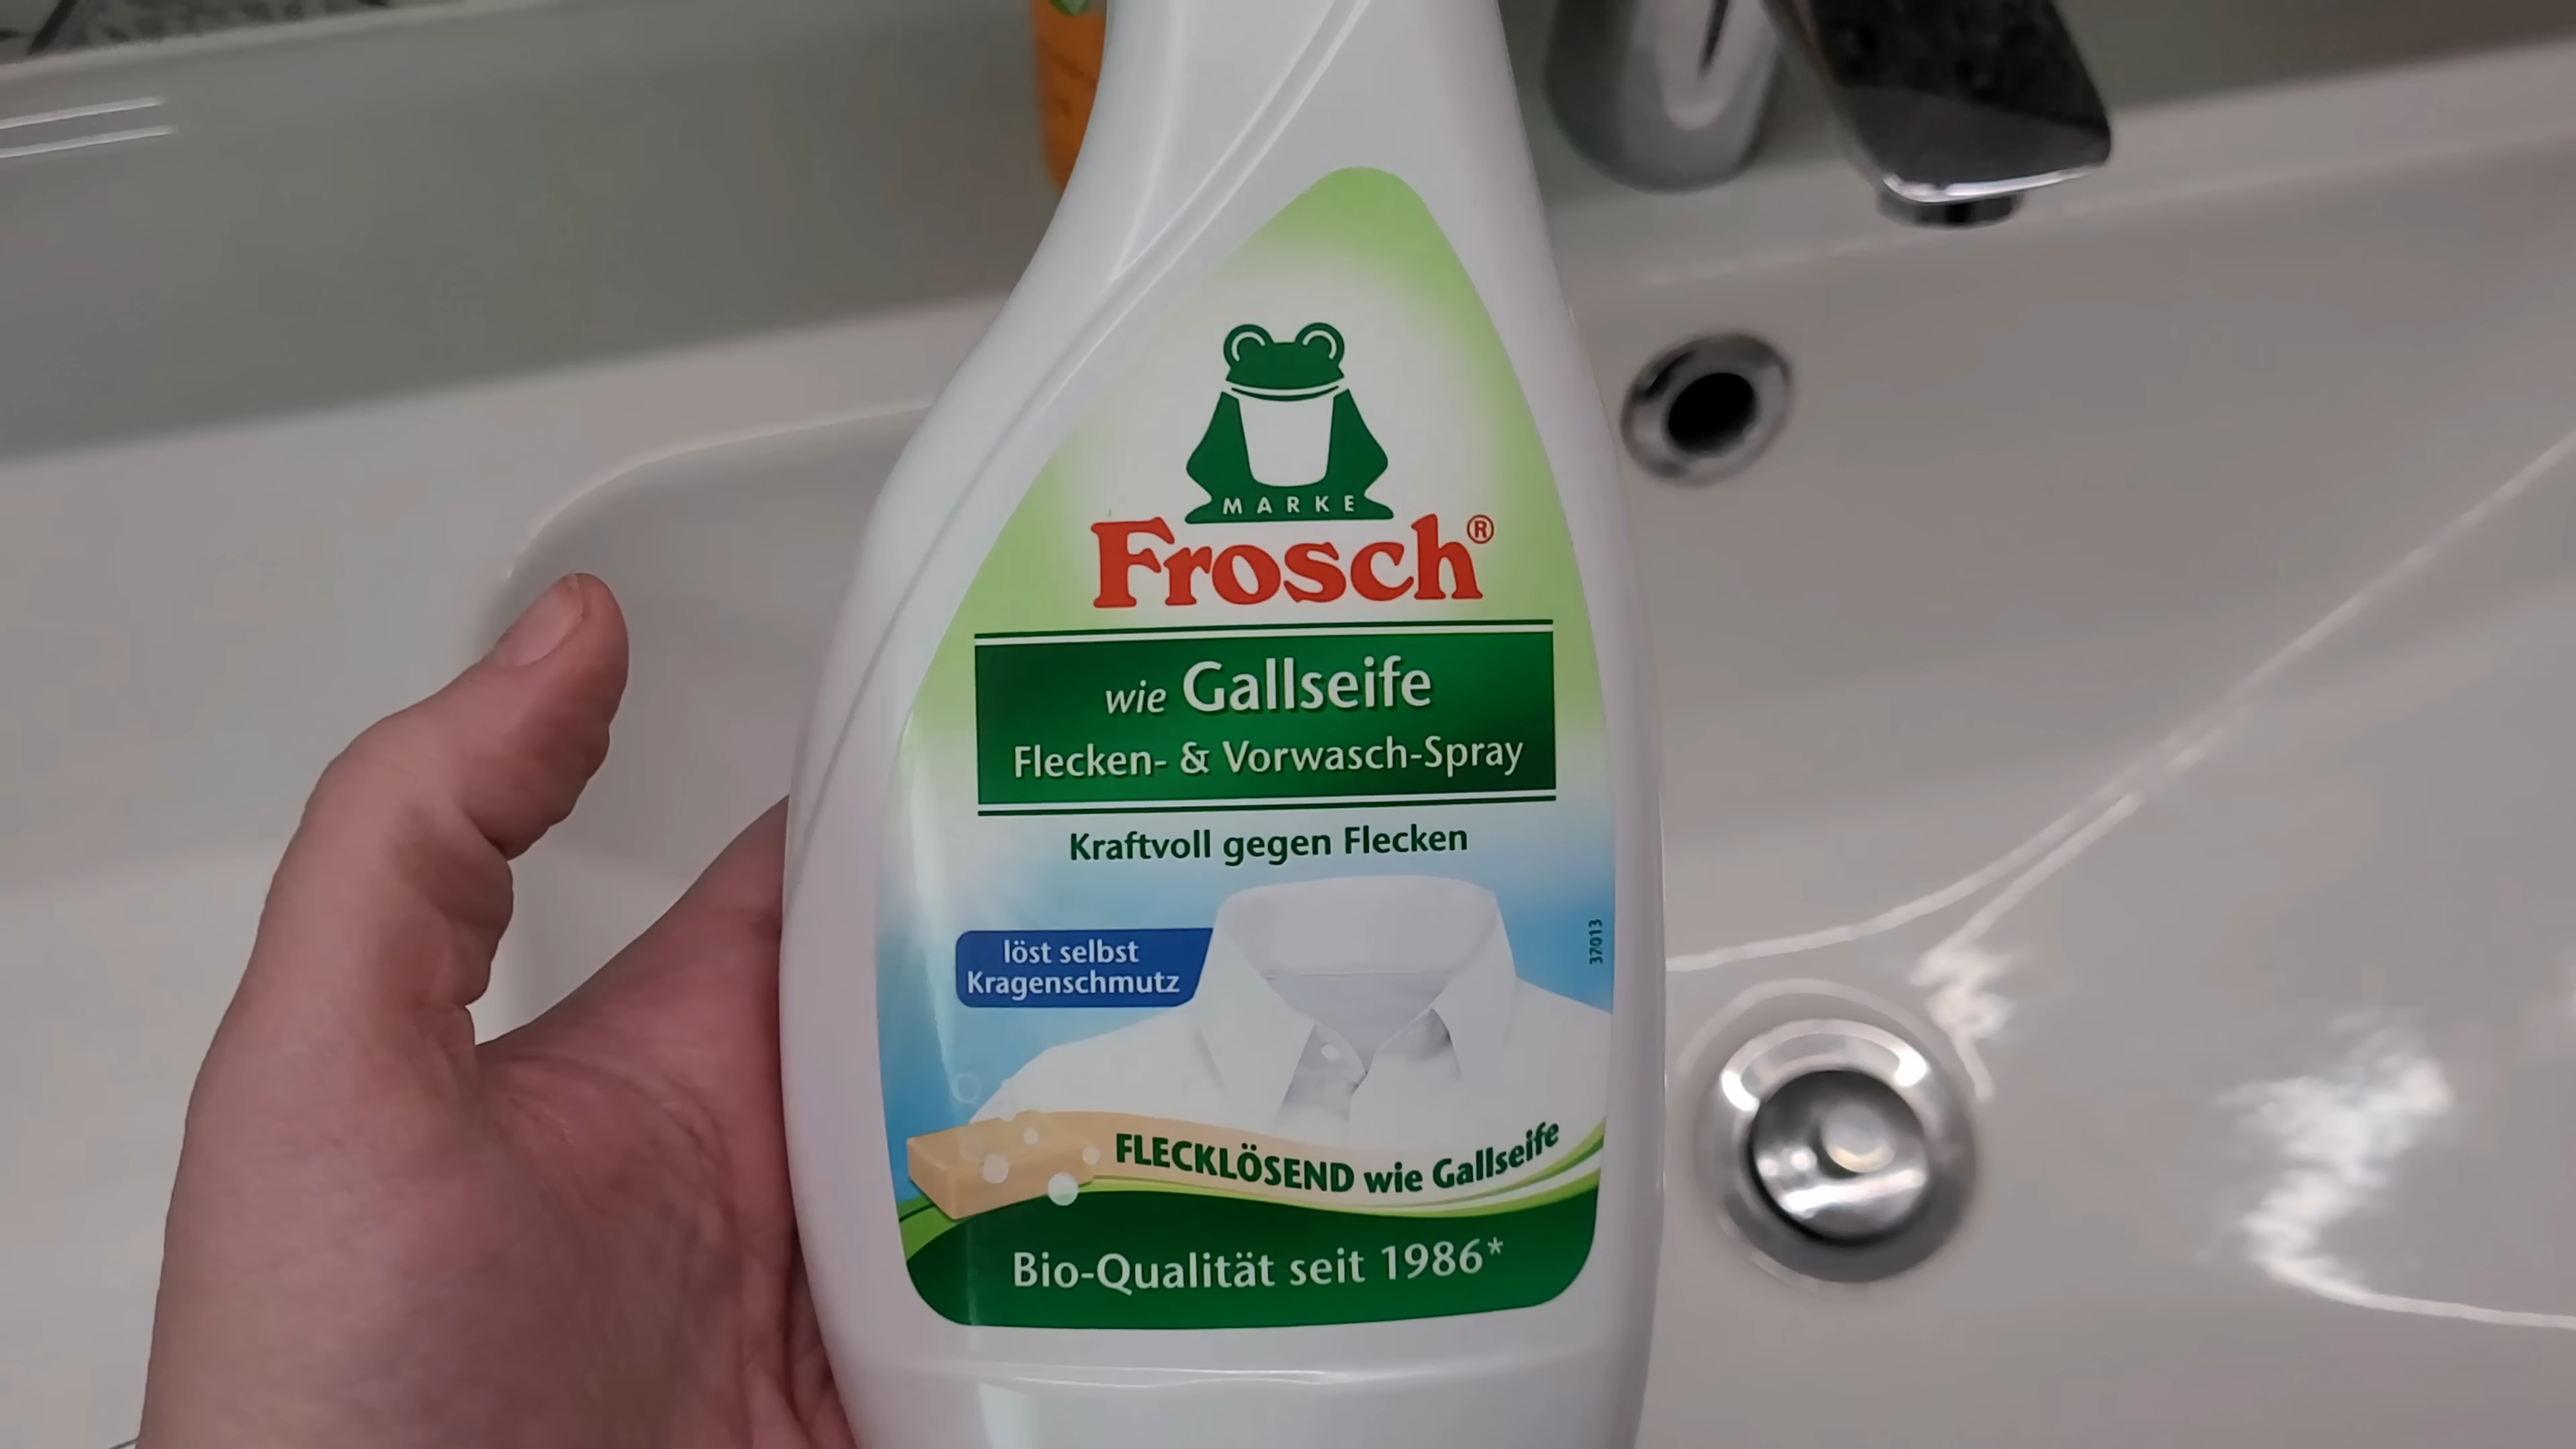 MARKE
Frosch®
wie Gallseife
Flecken- & Vorwasch-Spray
Kraftvoll gegen Flecken
löst selbst
Kragenschmutz
37013
FLECKLÖSEND wie Gallseife
Bio-Qualität seit 1986*